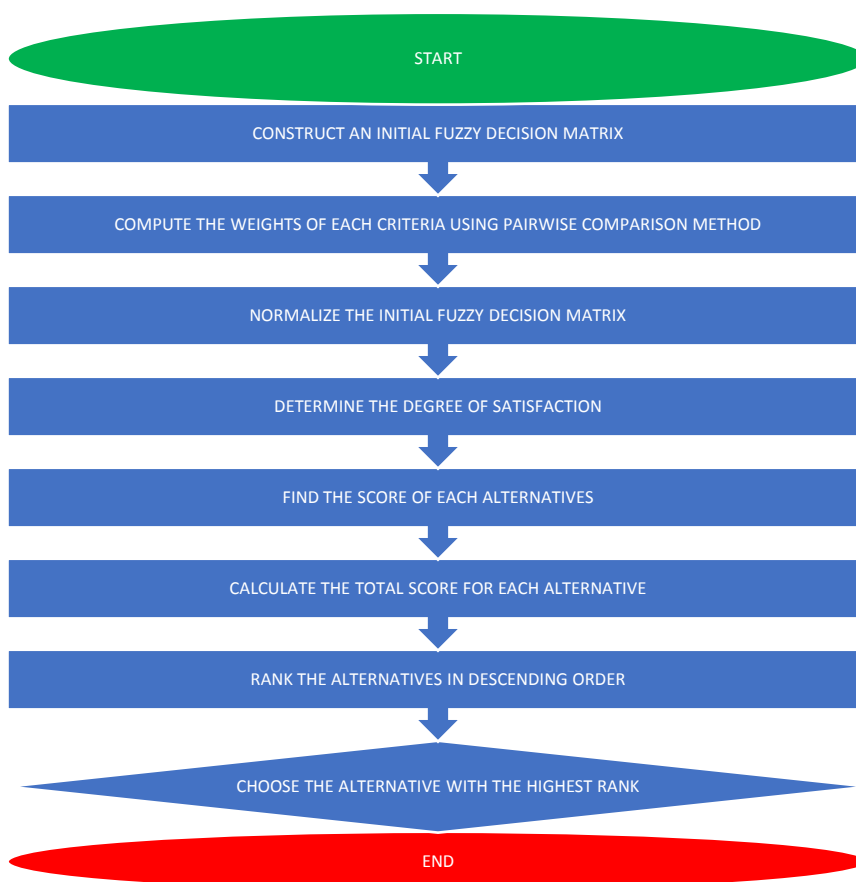 START
CONSTRUCT AN INITIAL FUZZY DECISION MATRIX
COMPUTE THE WEIGHTS OF EACH CRITERIA USING PAIRWISE COMPARISON METHOD
NORMALIZE THE INITIAL FUZZY DECISION MATRIX
DETERMINE THE DEGREE OF SATISFACTION
FIND THE SCORE OF EACH ALTERNATIVES
CALCULATE THE TOTAL SCORE FOR EACH ALTERNATIVE
RANK THE ALTERNATIVES IN DESCENDING ORDER
CHOOSE THE ALTERNATIVE WITH THE HIGHEST RANK
END